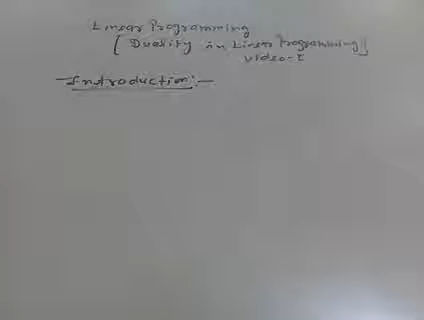 Linear Programming
[ Duality in Linear Programming ]
video-I
Introduction:-